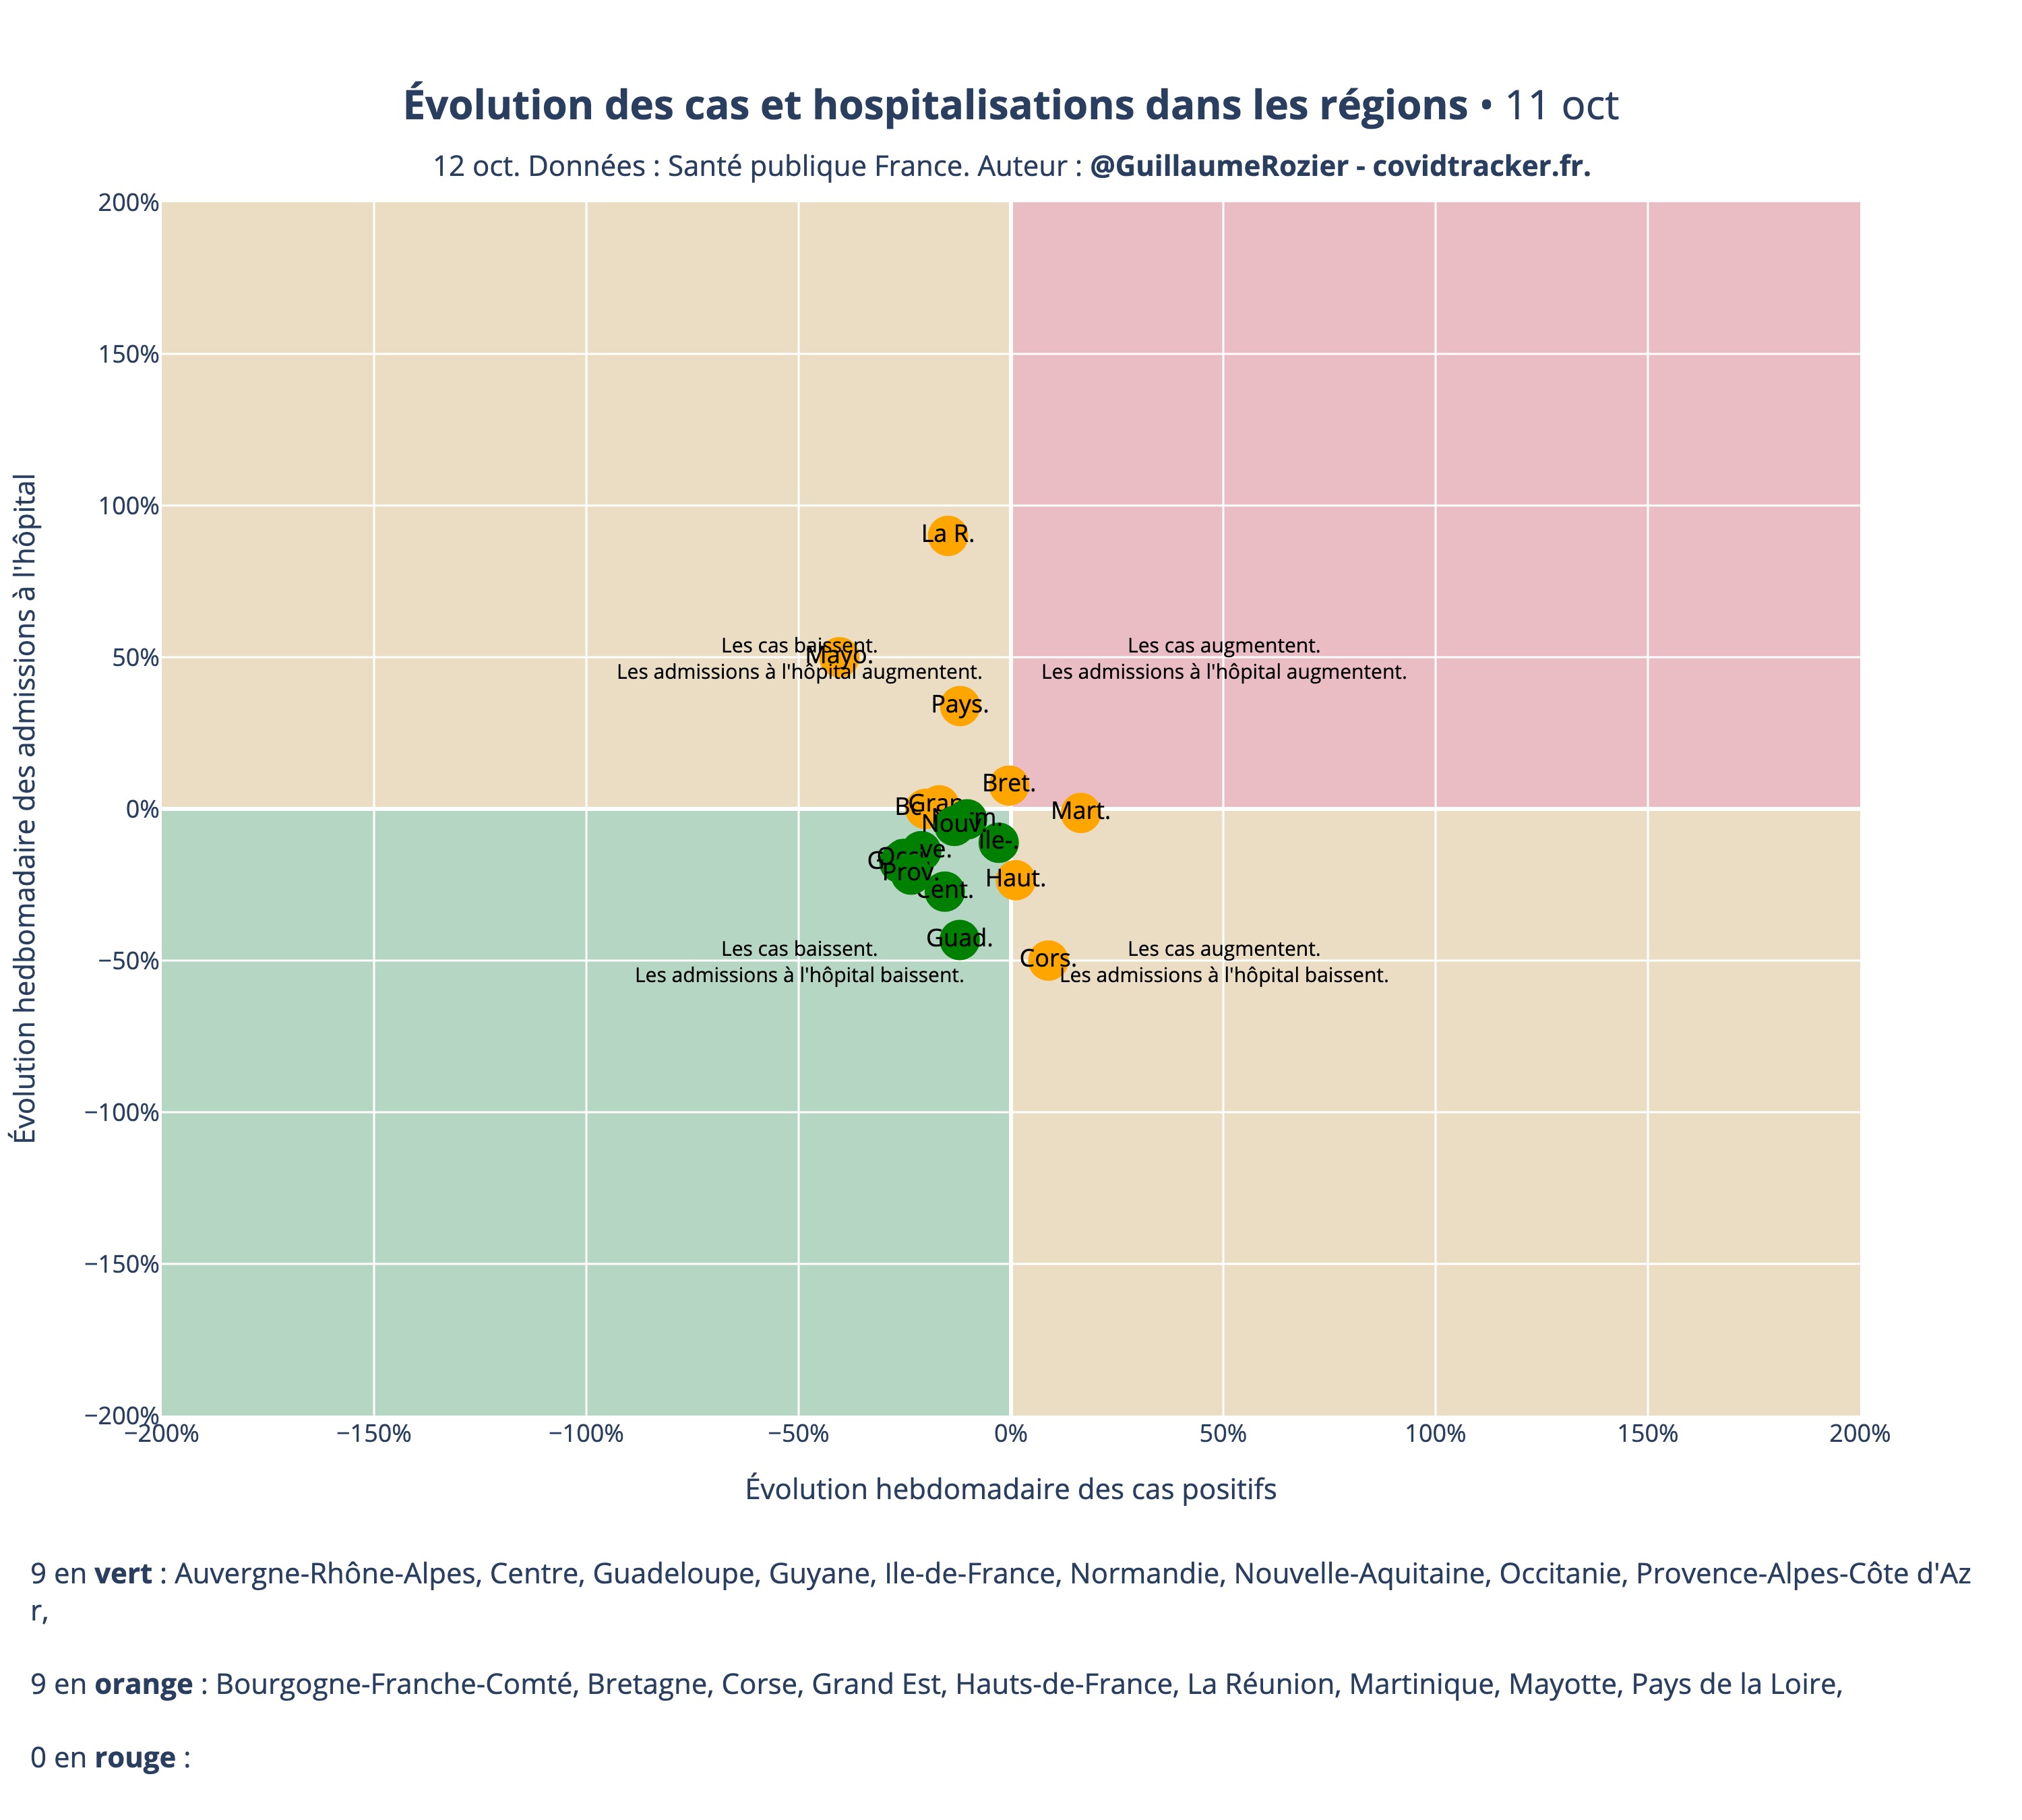 Évolution des cas et hospitalisations dans les régions • 11 oct
12 oct. Données : Santé publique France. Auteur : @GuillaumeRozier - covidtracker.fr.
Évolution hedbomadaire des admissions à l'hôpital
200%
150%
100%
50%
0%
−50%
−100%
−150%
−200%
La R.
Les cas baissent.
Mayo.
Les admissions à l'hôpital augmentent.
Les cas augmentent.
Les admissions à l'hôpital augmentent.
Pays.
Bret.
Mart.
Nouv.
Ile-.
Prov.
Haut.
Guad.
Cors.
Les cas baissent.
Les admissions à l'hôpital baissent.
Les cas augmentent.
Les admissions à l'hôpital baissent.
−200%
−150%
−100%
−50%
0%
50%
100%
150%
200%
Évolution hebdomadaire des cas positifs
9 en vert : Auvergne-Rhône-Alpes, Centre, Guadeloupe, Guyane, Ile-de-France, Normandie, Nouvelle-Aquitaine, Occitanie, Provence-Alpes-Côte d'Az
r,
9 en orange : Bourgogne-Franche-Comté, Bretagne, Corse, Grand Est, Hauts-de-France, La Réunion, Martinique, Mayotte, Pays de la Loire,
0 en rouge :